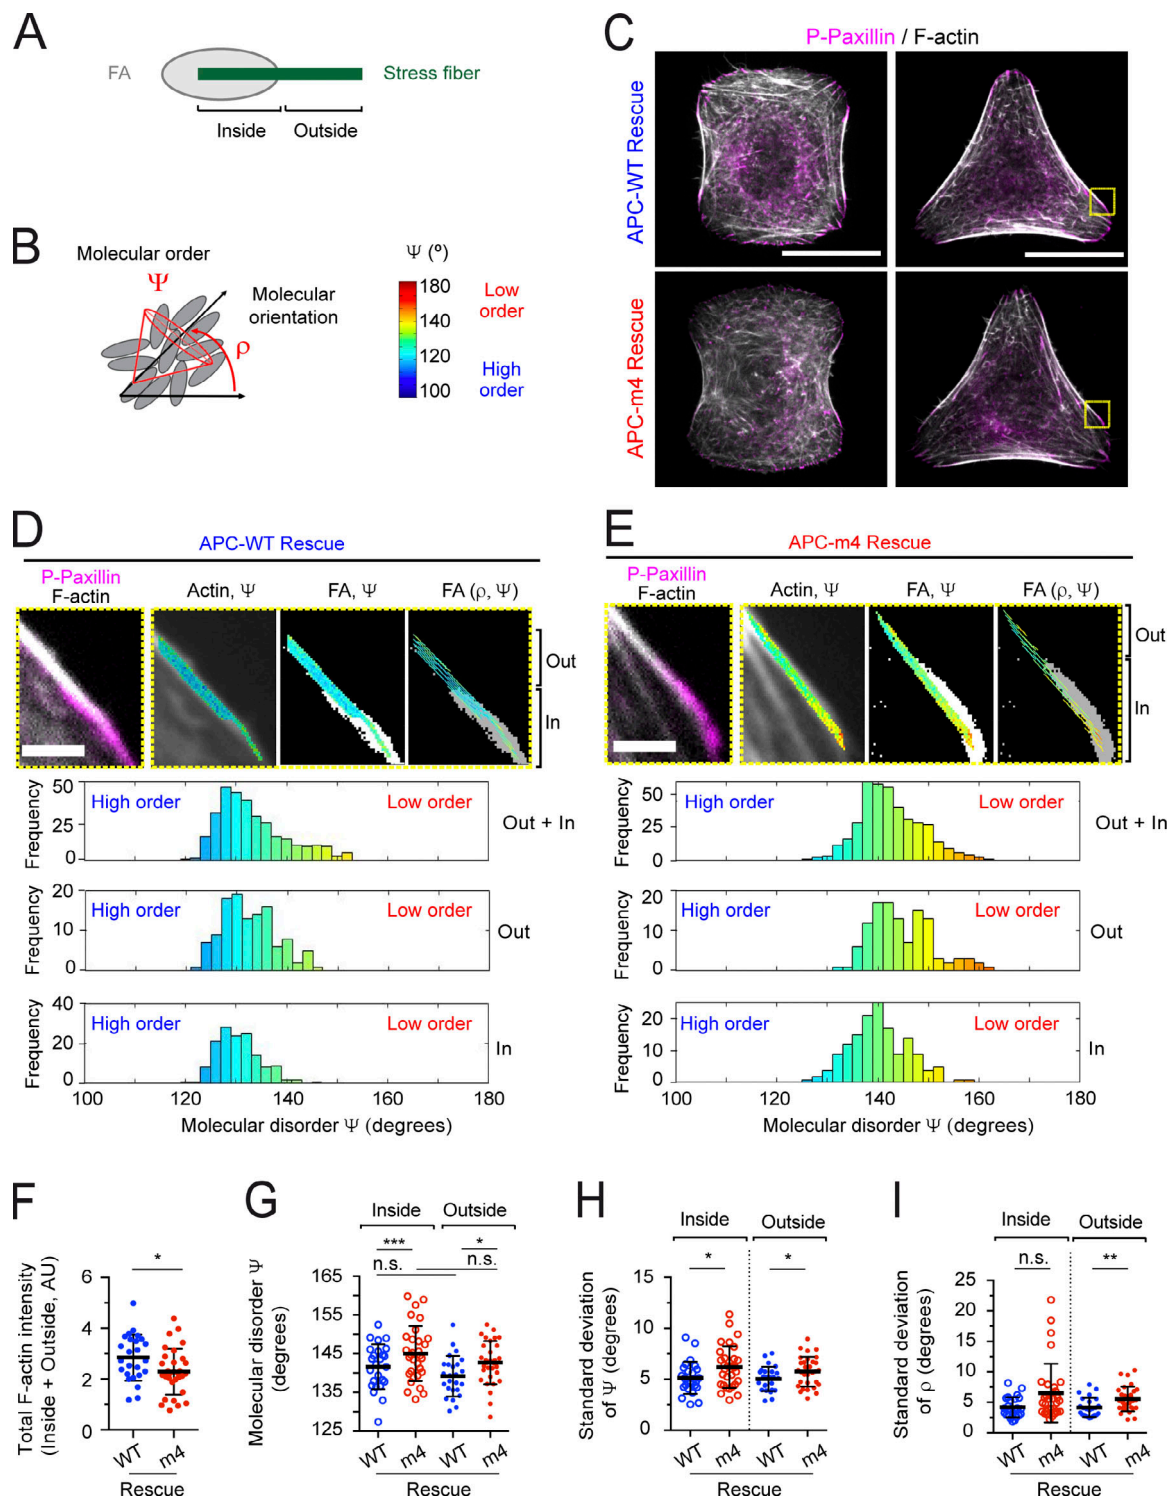 A
FA
Stress fiber
Inside
Outside
B
Molecular order
Ψ
Molecular
orientation
ρ
Ψ (º)
180
160
140
120
100
Low
order
High
order
C
P-Paxillin / F-actin
APC-WT Rescue
APC-m4 Rescue
D
APC-WT Rescue
P-Paxillin
F-actin
Actin, Ψ
FA, Ψ
FA (ρ, Ψ)
Out
In
Frequency
50
25
0
High order
Low order
Out + In
Frequency
20
10
0
High order
Low order
Out
Frequency
40
20
0
High order
Low order
In
100 120 140 160 180
Molecular disorder Ψ (degrees)
E
APC-m4 Rescue
P-Paxillin
F-actin
Actin, Ψ
FA, Ψ
FA (ρ, Ψ)
Out
In
Frequency
50
25
0
High order
Low order
Out + In
Frequency
20
10
0
High order
Low order
Out
Frequency
20
10
0
High order
Low order
In
100 120 140 160 180
Molecular disorder Ψ (degrees)
F
Total F-actin intensity
(Inside + Outside, AU)
6
4
2
0
*
WT m4
Rescue
G
Inside Outside
*** *
n.s. n.s.
Molecular disorder Ψ
(degrees)
165
155
145
135
125
WT m4 WT m4
Rescue
H
Inside Outside
* *
Standard deviation
of Ψ (degrees)
15
10
5
0
WT m4 WT m4
Rescue
I
Inside Outside
n.s. **
Standard deviation
of ρ (degrees)
25
20
15
10
5
0
WT m4 WT m4
Rescue